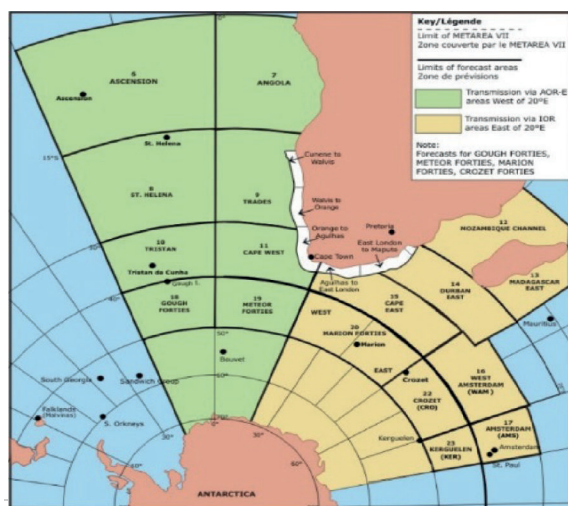 Key/Légende
Limit of METAREA VII
Zone couverte par le METAREA VII
Limits of forecast areas
Zone de prévisions
Transmission via AOR-E
areas West of 20°E
Transmission via IOR
areas East of 20°E
Note:
Forecasts for GOUGH FORTIES,
METEOR FORTIES, MARION
FORTIES, CROZET FORTIES
6
ASCENSION
7
ANGOLA
Ascension
St. Helena
15°S
Cunene to
Walvis
8
ST. HELENA
9
TRADES
Walvis to
Orange
Orange to
Agulhas
Pretoria
East London
to Maputo
Cape Town
Agulhas to
East London
12
MOZAMBIQUE CHANNEL
13
MADAGASCAR
EAST
14
DURBAN
EAST
Mauritius
10
TRISTAN
11
CAPE WEST
Tristan da Cunha
Gough I.
18
GOUGH
FORTIES
19
METEOR
FORTIES
WEST
15
CAPE
EAST
20
MARION FORTIES
Marion
50°
Bouvet
EAST
Crozet
16
WEST
AMSTERDAM
(WAM)
22
CROZET
(CRO)
South Georgia
Sandwich Group
Falklands
(Malvinas)
S. Orkneys
30°
0°
30°
60°
Kerguelen
23
KERGUELEN
(KER)
17
AMSTERDAM
(AMS)
Amsterdam
St. Paul
ANTARCTICA